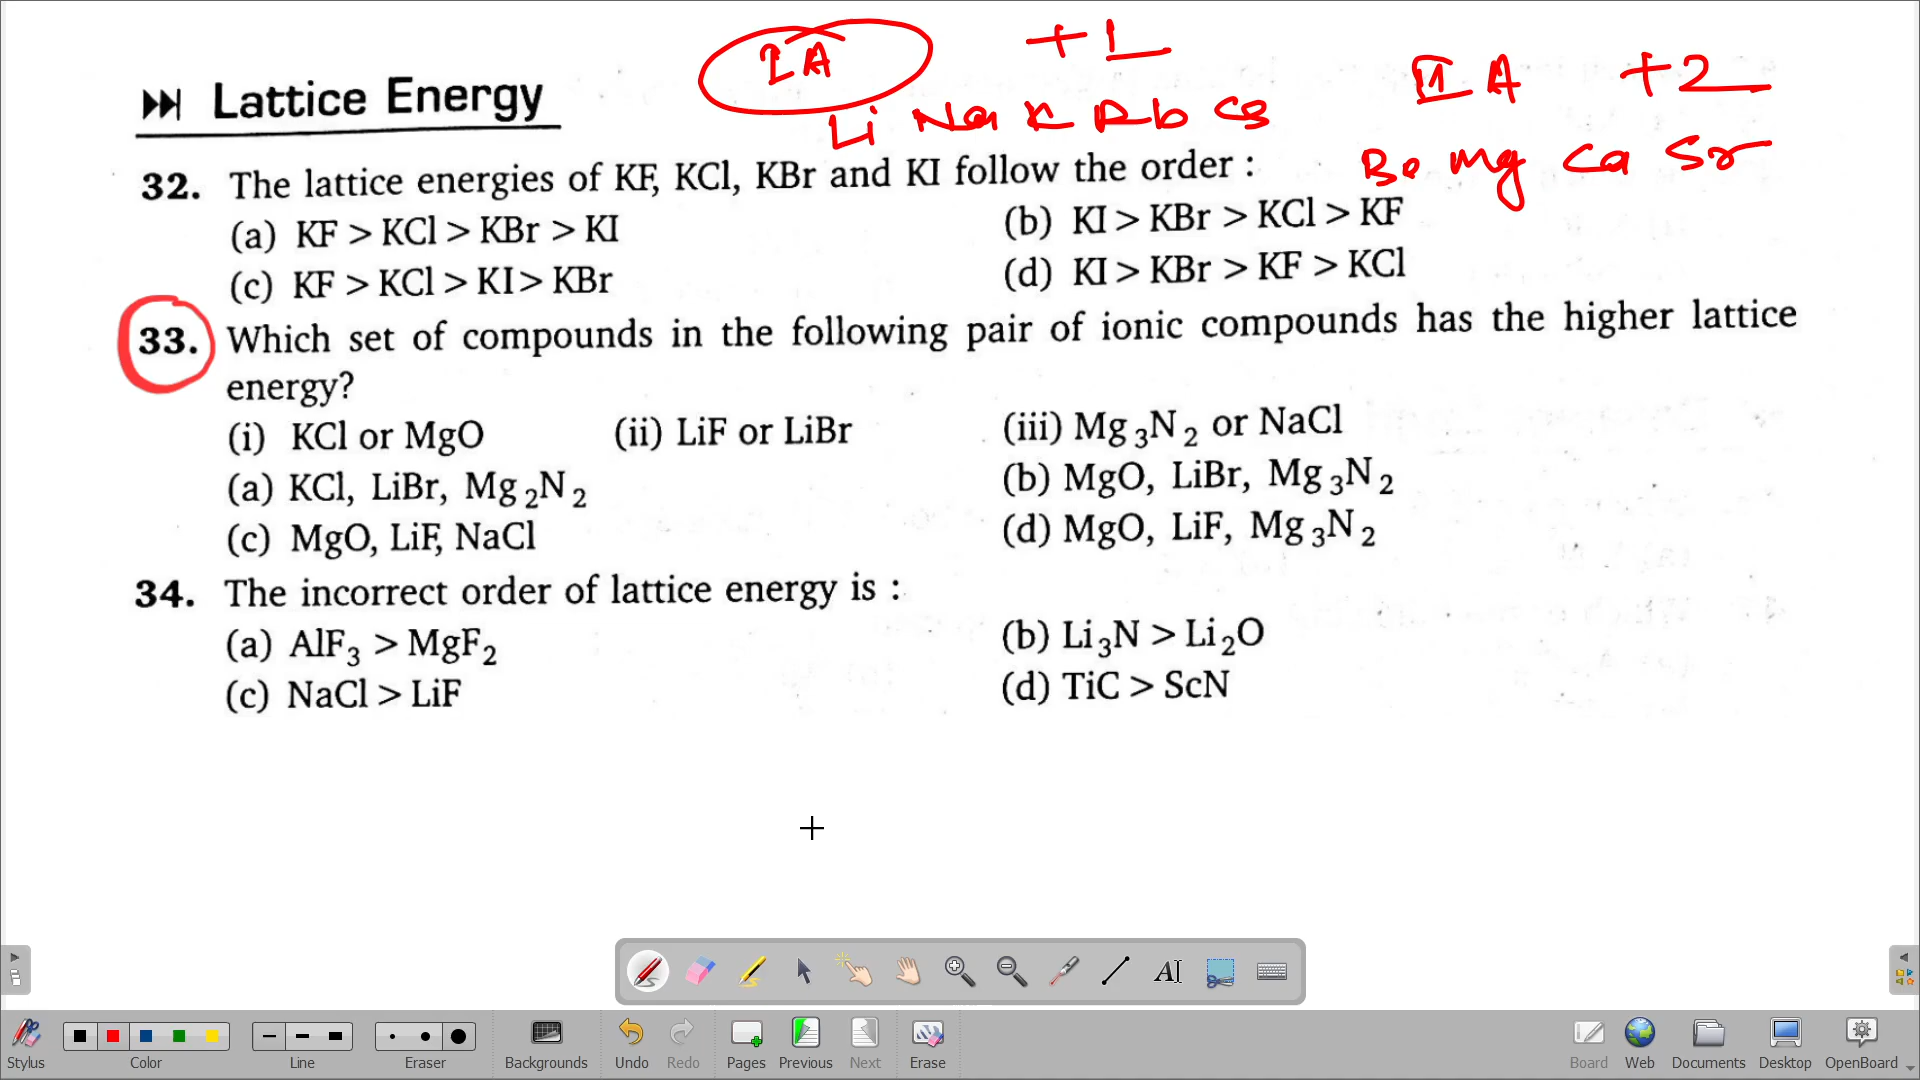 IA +1
Li Na K Rb Cs
II A +2
Be Mg Ca Sr
Lattice Energy
32. The lattice energies of KF, KCl, KBr and KI follow the order :
(a) KF > KCl > KBr > KI (b) KI > KBr > KCl > KF
(c) KF > KCl > KI > KBr (d) KI > KBr > KF > KCl
33. Which set of compounds in the following pair of ionic compounds has the higher lattice
energy?
(i) KCl or MgO (ii) LiF or LiBr (iii) Mg₃N₂ or NaCl
(a) KCl, LiBr, Mg₂N₂ (b) MgO, LiBr, Mg₃N₂
(c) MgO, LiF, NaCl (d) MgO, LiF, Mg₃N₂
34. The incorrect order of lattice energy is :
(a) AlF₃ > MgF₂ (b) Li₃N > Li₂O
(c) NaCl > LiF (d) TiC > ScN
AI
Stylus Color Line Eraser Backgrounds Undo Redo Pages Previous Next Erase Board Web Documents Desktop OpenBoard